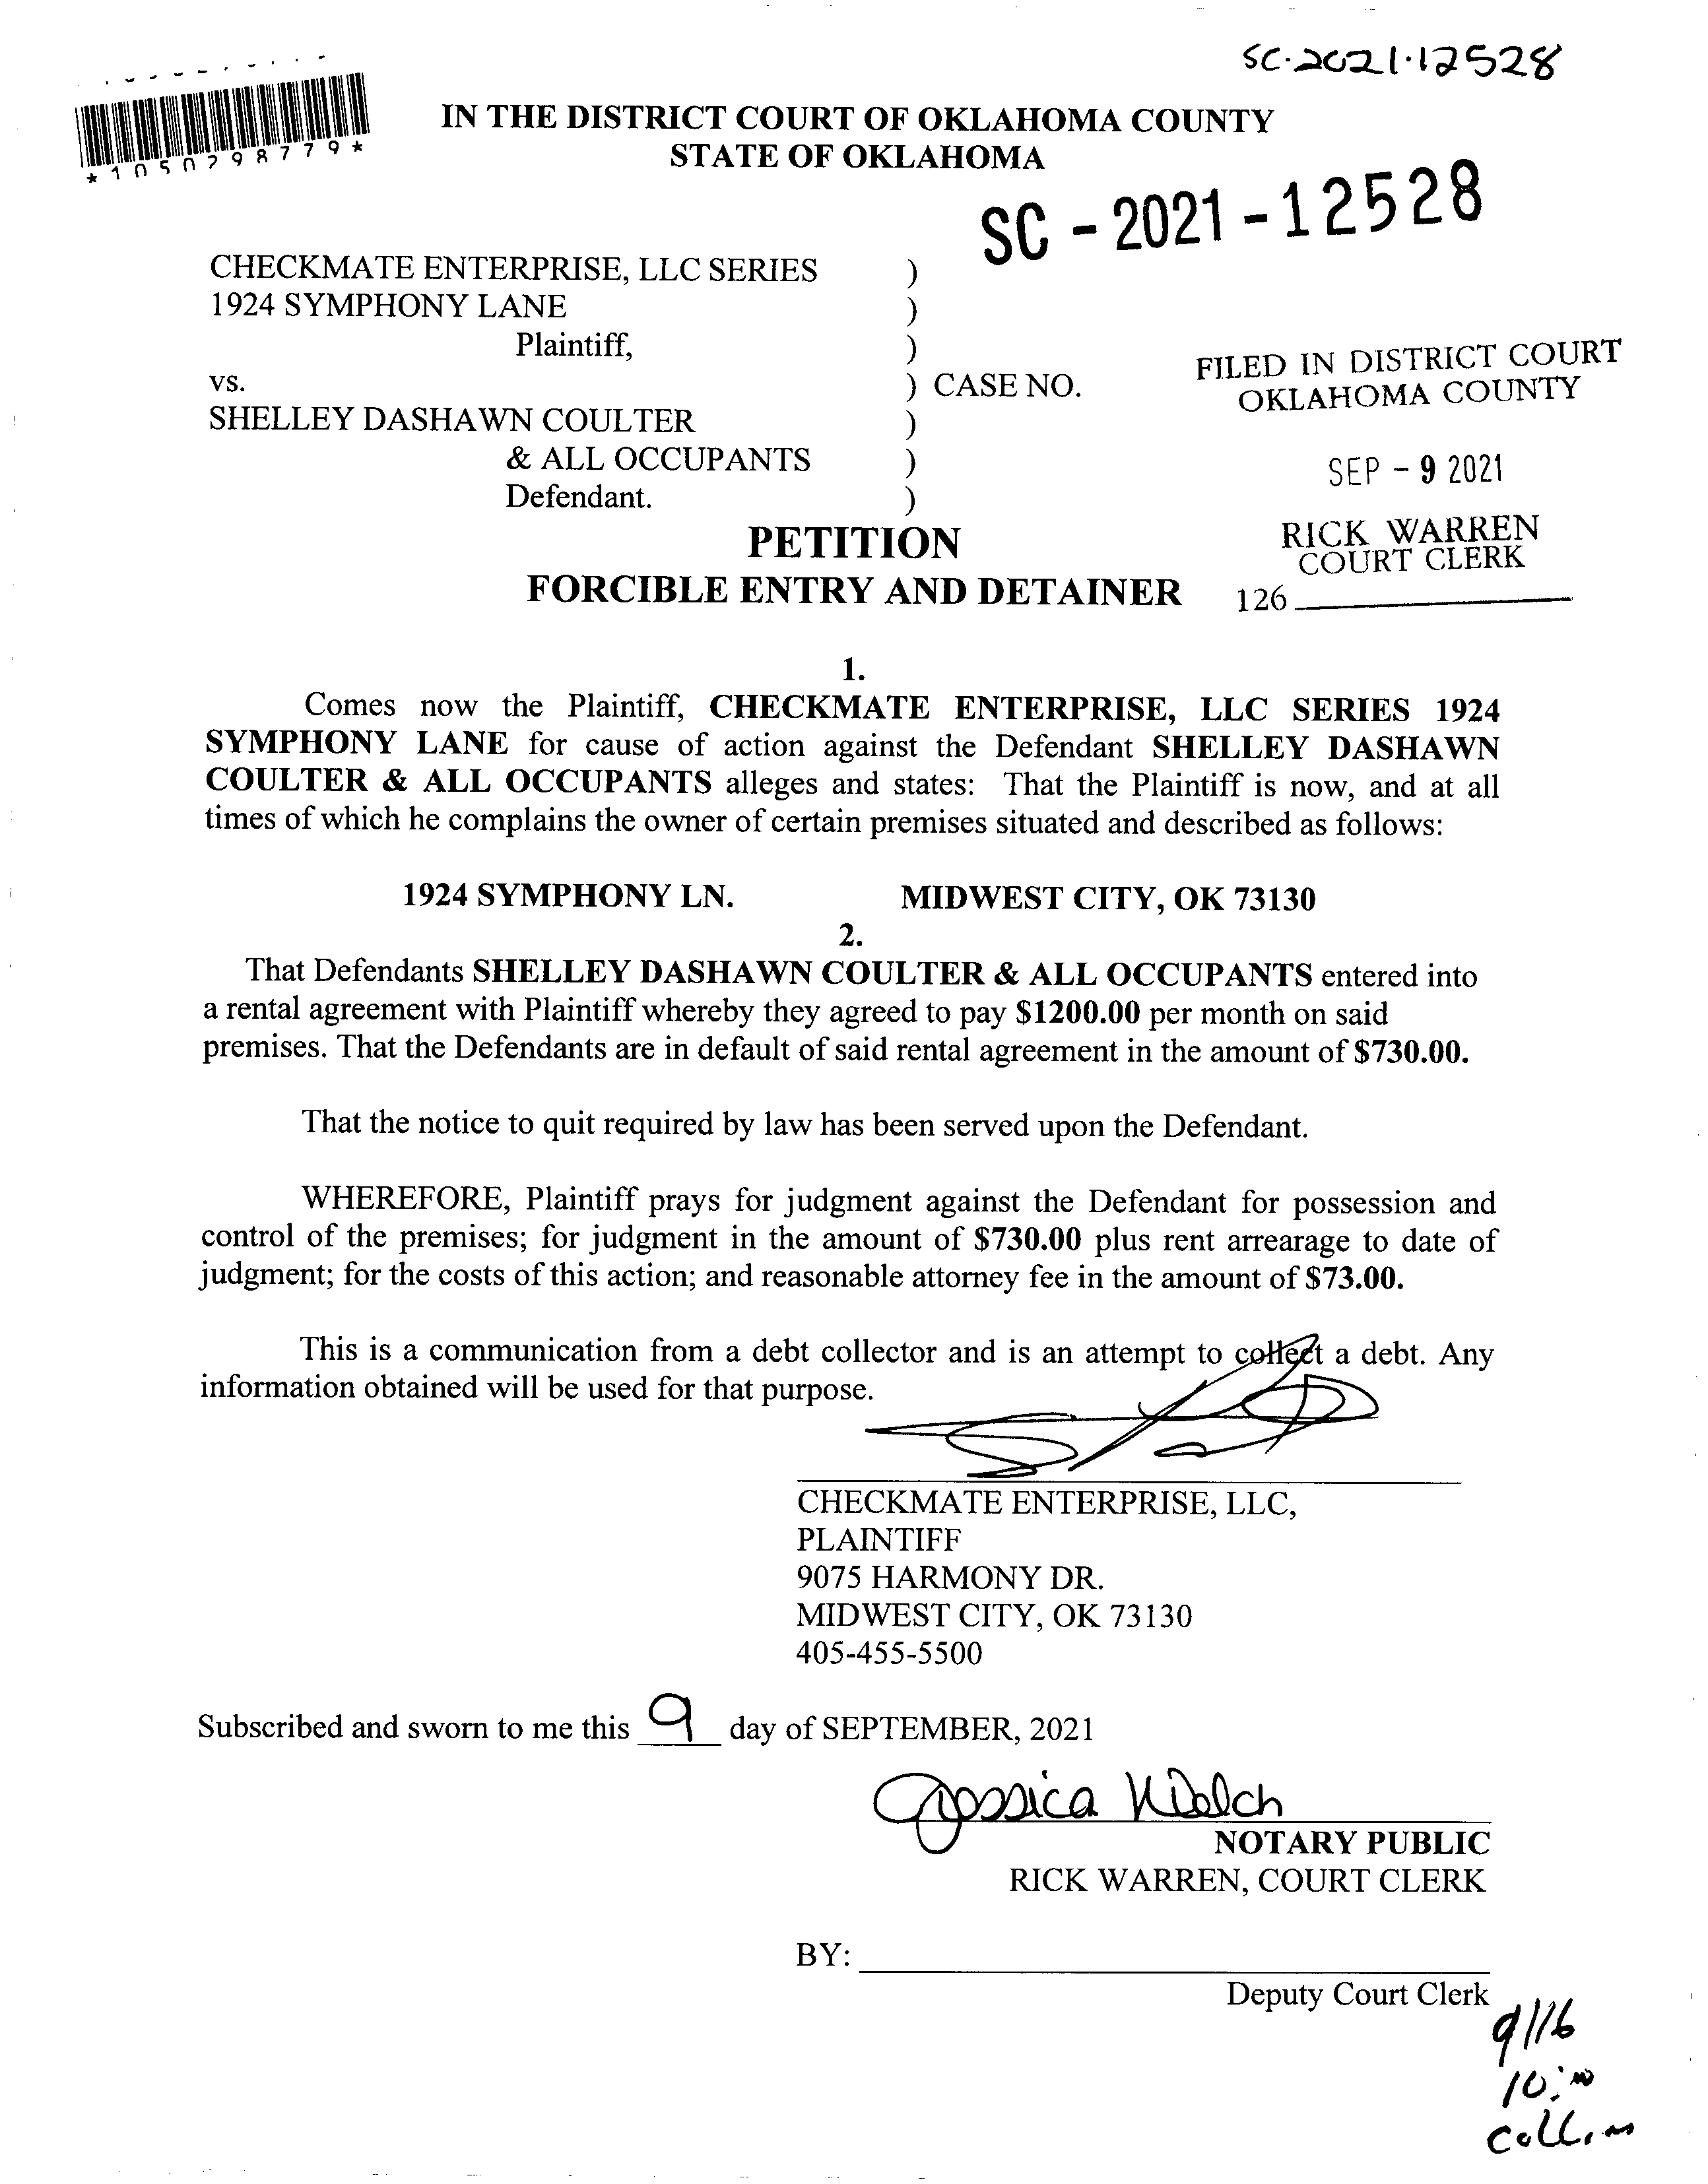 SC-2021-12528
*1050298779*
IN THE DISTRICT COURT OF OKLAHOMA COUNTY
STATE OF OKLAHOMA
SC - 2021 - 12528
CHECKMATE ENTERPRISE, LLC SERIES )
1924 SYMPHONY LANE )
Plaintiff, )
vs. ) CASE NO.
SHELLEY DASHAWN COULTER )
& ALL OCCUPANTS )
Defendant. )
FILED IN DISTRICT COURT
OKLAHOMA COUNTY
SEP - 9 2021
RICK WARREN
COURT CLERK
126
PETITION
FORCIBLE ENTRY AND DETAINER
1.
Comes now the Plaintiff, CHECKMATE ENTERPRISE, LLC SERIES 1924
SYMPHONY LANE for cause of action against the Defendant SHELLEY DASHAWN
COULTER & ALL OCCUPANTS alleges and states: That the Plaintiff is now, and at all
times of which he complains the owner of certain premises situated and described as follows:
1924 SYMPHONY LN. MIDWEST CITY, OK 73130
2.
That Defendants SHELLEY DASHAWN COULTER & ALL OCCUPANTS entered into
a rental agreement with Plaintiff whereby they agreed to pay $1200.00 per month on said
premises. That the Defendants are in default of said rental agreement in the amount of $730.00.
That the notice to quit required by law has been served upon the Defendant.
WHEREFORE, Plaintiff prays for judgment against the Defendant for possession and
control of the premises; for judgment in the amount of $730.00 plus rent arrearage to date of
judgment; for the costs of this action; and reasonable attorney fee in the amount of $73.00.
This is a communication from a debt collector and is an attempt to collect a debt. Any
information obtained will be used for that purpose.
CHECKMATE ENTERPRISE, LLC,
PLAINTIFF
9075 HARMONY DR.
MIDWEST CITY, OK 73130
405-455-5500
Subscribed and sworn to me this 9 day of SEPTEMBER, 2021
Jessica Welch
NOTARY PUBLIC
RICK WARREN, COURT CLERK
BY:
Deputy Court Clerk
9/16
10:00
Collins